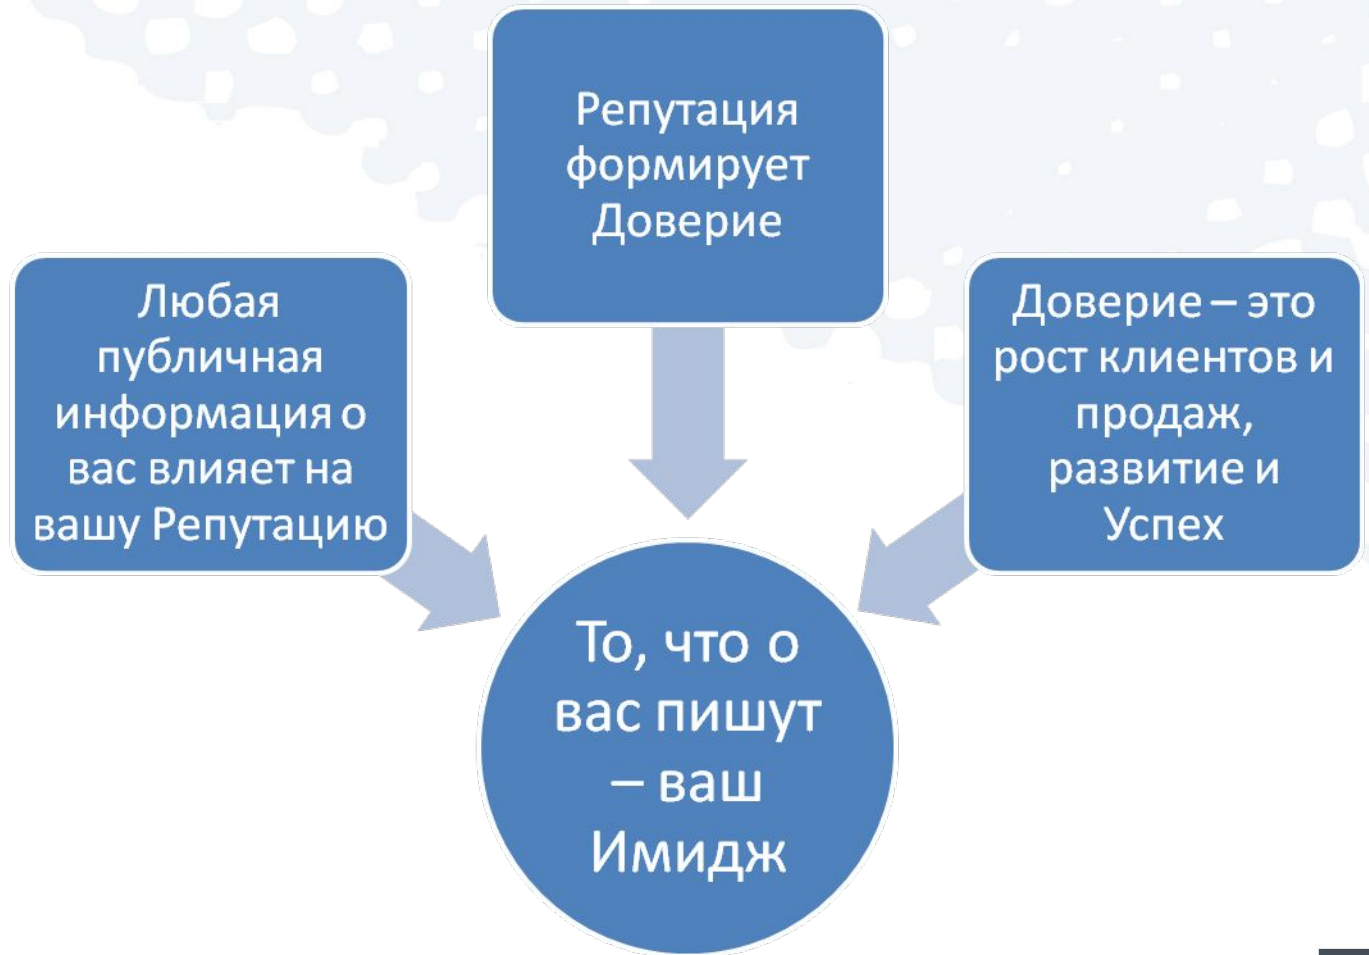 Репутация
формирует
Доверие
Любая
публичная
информация о
вас влияет на
вашу Репутацию
Доверие – это
рост клиентов и
продаж,
развитие и
Успех
То, что о
вас пишут
– ваш
Имидж